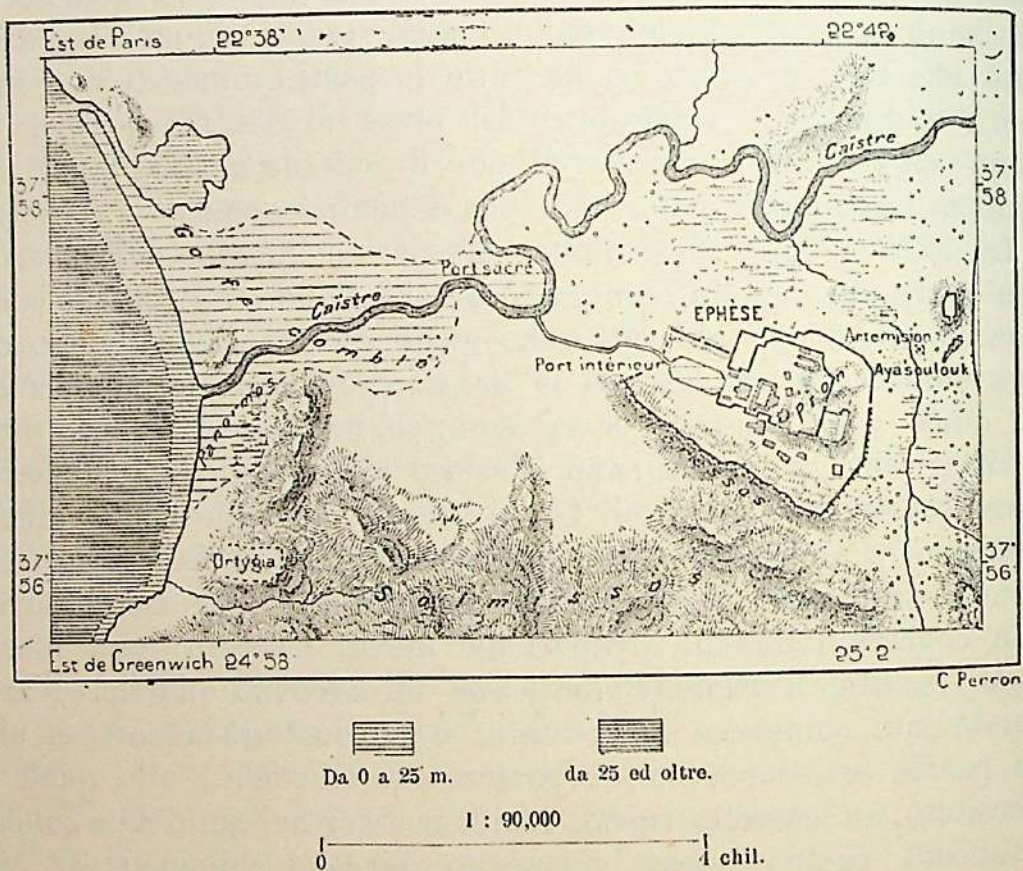 Est de Paris 22°38' 22°42'
Caistre
37° 58' 37° 58'
Golfe comblé
Port sacré
Caistre
EPHÈSE
Artemision
Port intérieur
Ayasoulouk
Prion
Panormos
37° 56' 37° 56'
Ortygia
Solmissos
Est de Greenwich 24°58' 25°2'
C Perron
Da 0 a 25 m. da 25 ed oltre.
1 : 90,000
0 4 chil.